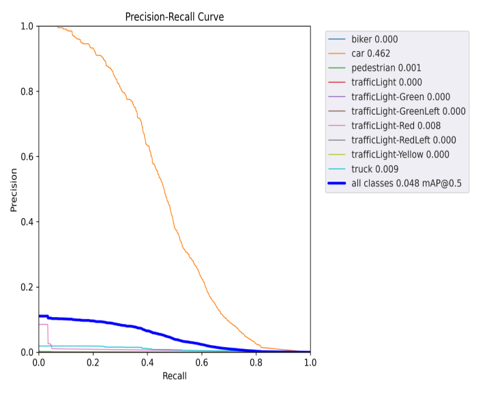 Precision-Recall Curve
1.0
0.8
0.6
0.4
0.2
0.0
Precision
0.0 0.2 0.4 0.6 0.8 1.0
Recall
biker 0.000
car 0.462
pedestrian 0.001
trafficLight 0.000
trafficLight-Green 0.000
trafficLight-GreenLeft 0.000
trafficLight-Red 0.008
trafficLight-RedLeft 0.000
trafficLight-Yellow 0.000
truck 0.009
all classes 0.048 mAP@0.5